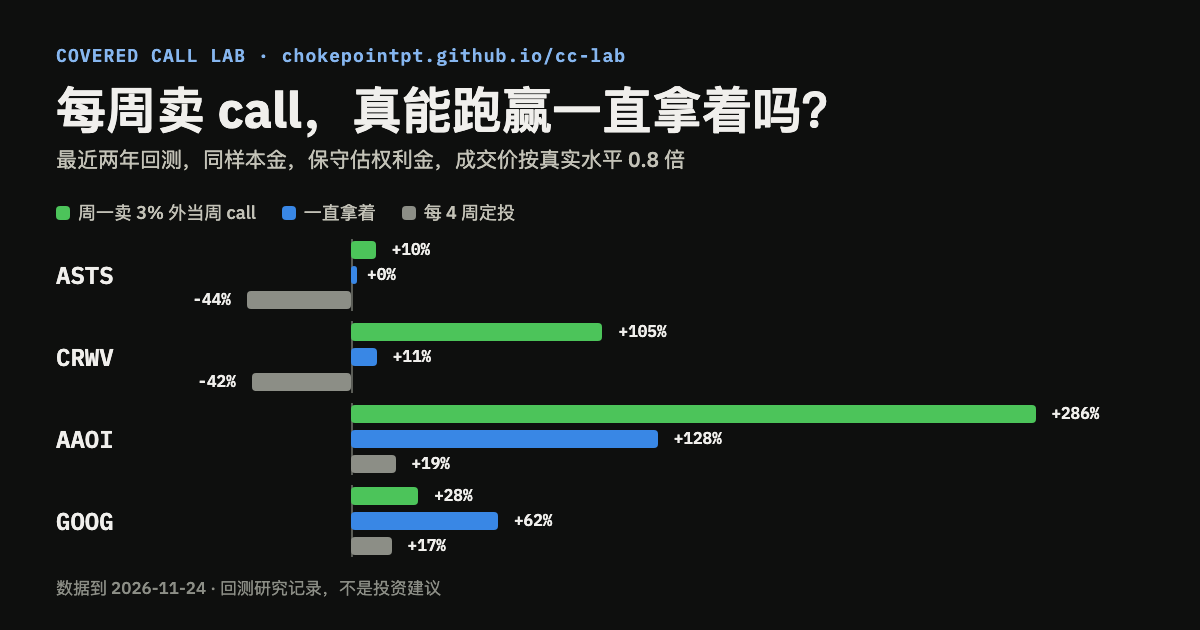 COVERED CALL LAB · chokepointpt.github.io/cc-lab
每周卖 call，真能跑赢一直拿着吗?
最近两年回测，同样本金，保守估权利金，成交价按真实水平 0.8 倍
周一卖 3% 外当周 call 一直拿着 每 4 周定投
+10%
ASTS +0%
-44%
+105%
CRWV +11%
-42%
+286%
AAOI +128%
+19%
+28%
GOOG +62%
+17%
数据到 2026-11-24 · 回测研究记录，不是投资建议